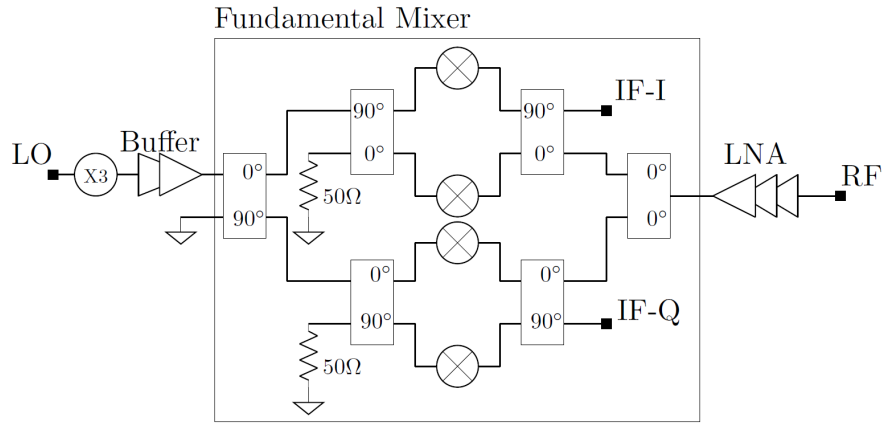 Fundamental Mixer
IF-I
90° 90°
Buffer
LO
LNA
0° 0°
X3
0°
0°
RF
50Ω
90°
0°
0° 0°
IF-Q
90° 90°
50Ω